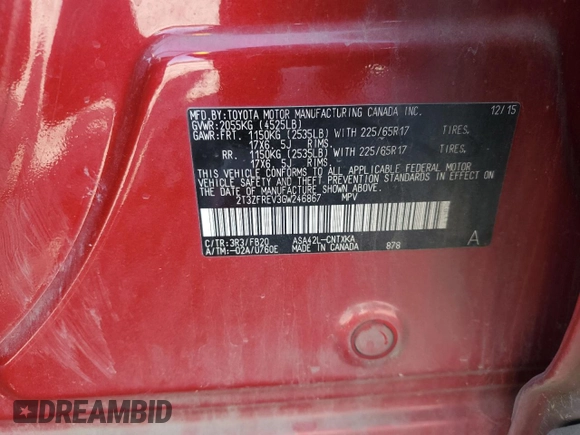 MFD.BY:TOYOTA MOTOR MANUFACTURING CANADA INC. 12/15
GVWR:2055KG (4525LB)
GAWR:FRT. 1150KG (2535LB) WITH 225/65R17 TIRES.
17X6.5J RIMS.
RR. 1150KG (2535LB) WITH 225/65R17 TIRES.
17X6.5J RIMS.
THIS VEHICLE CONFORMS TO ALL APPLICABLE FEDERAL MOTOR
VEHICLE SAFETY AND THEFT PREVENTION STANDARDS IN EFFECT ON
THE DATE OF MANUFACTURE SHOWN ABOVE.
2T3ZFREV3GW246867 MPV
C/TR:3R3/FB20 ASA42L-CNTXKA A
A/TM:-02A/U760E MADE IN CANADA 878
DREAMBID